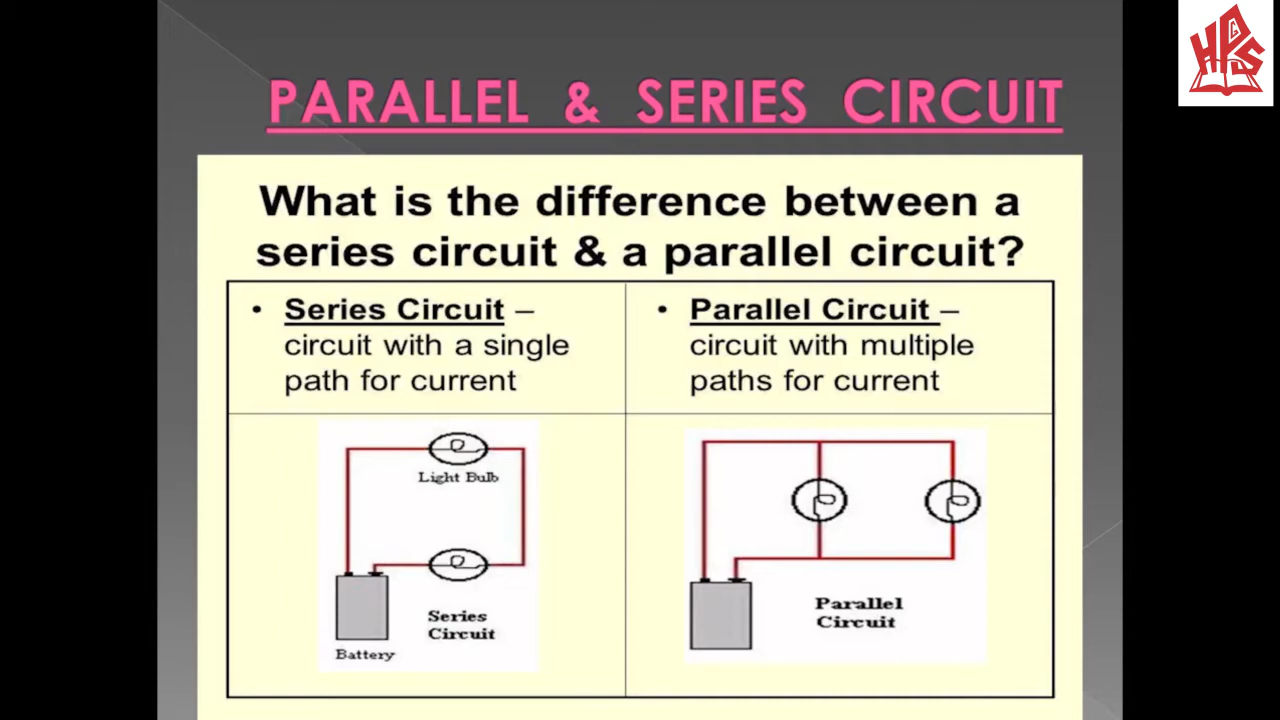 PARALLEL & SERIES CIRCUIT
What is the difference between a
series circuit & a parallel circuit?
• Series Circuit –
circuit with a single
path for current
• Parallel Circuit –
circuit with multiple
paths for current
Light Bulb
Series
Circuit
Battery
Parallel
Circuit
HPS